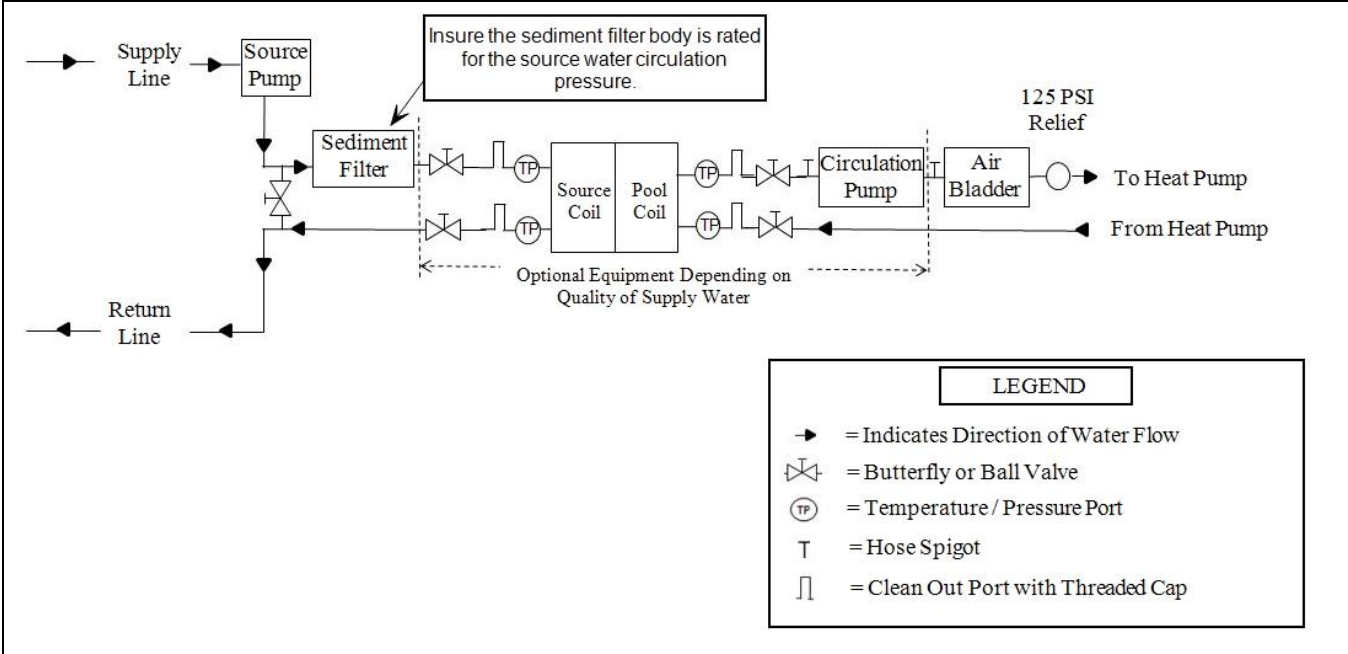 Supply
Line
Source
Pump
Insure the sediment filter body is rated
for the source water circulation
pressure.
125 PSI
Relief
Sediment
Filter
TP
TP
Source
Coil
Pool
Coil
TP
TP
T
Circulation
Pump
T
Air
Bladder
To Heat Pump
From Heat Pump
Optional Equipment Depending on
Quality of Supply Water
Return
Line
LEGEND
= Indicates Direction of Water Flow
= Butterfly or Ball Valve
TP = Temperature / Pressure Port
T = Hose Spigot
= Clean Out Port with Threaded Cap